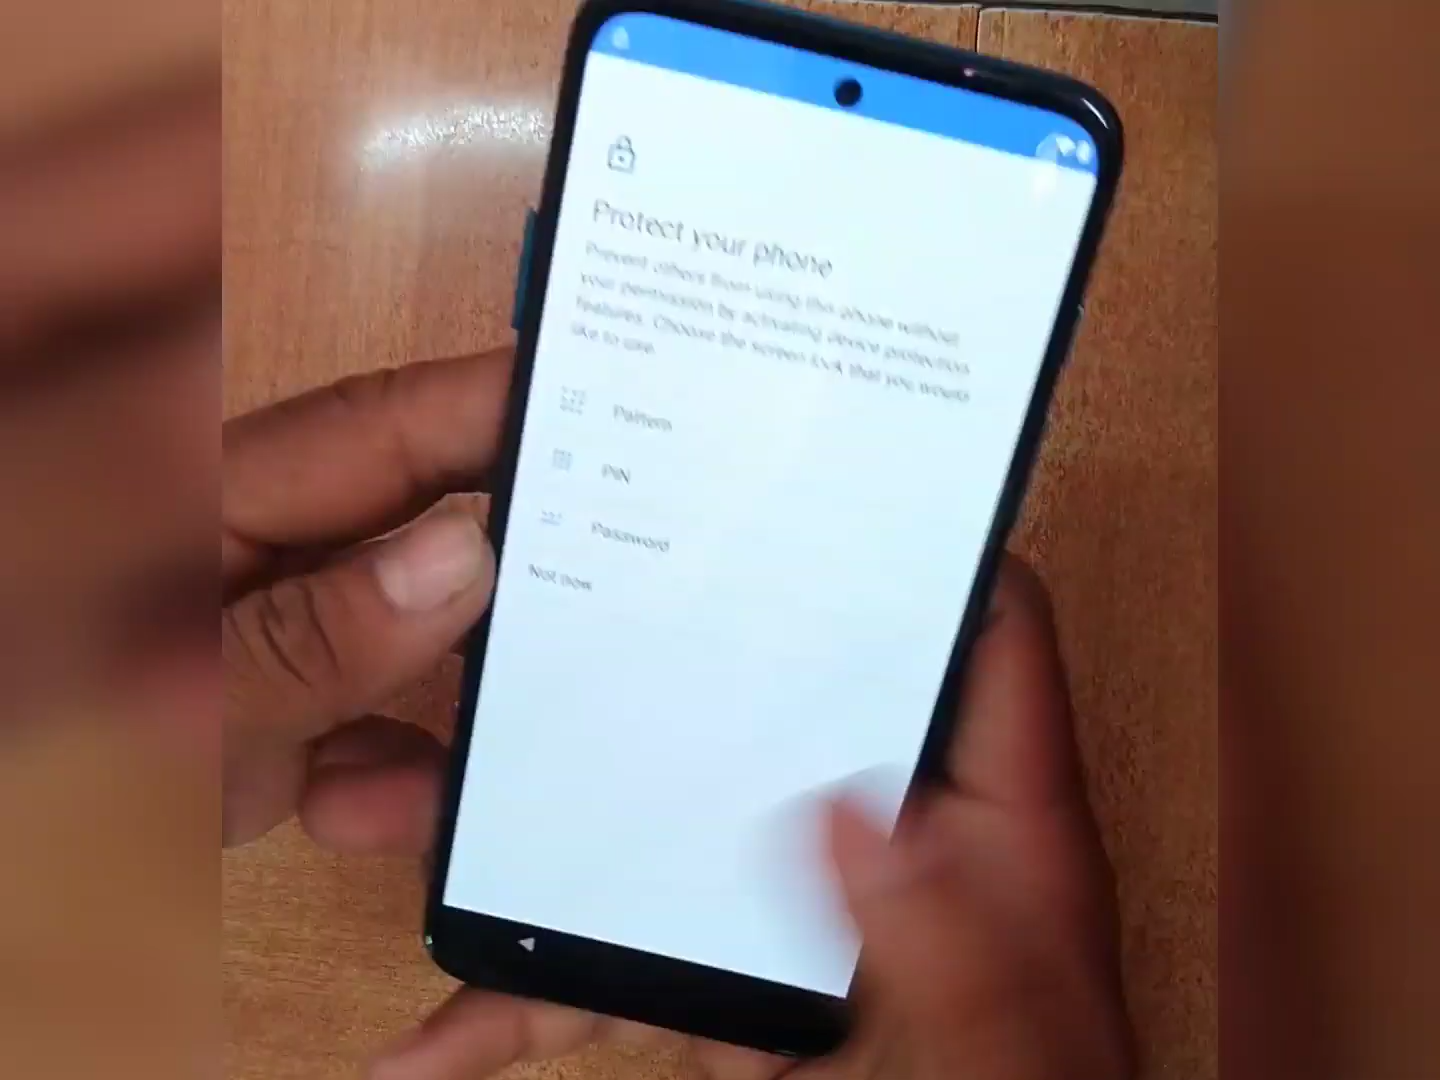 Protect your phone
Prevent others from using this phone without
your permission by activating device protection
features. Choose the screen lock that you would
like to use.
Pattern
PIN
Password
Not now